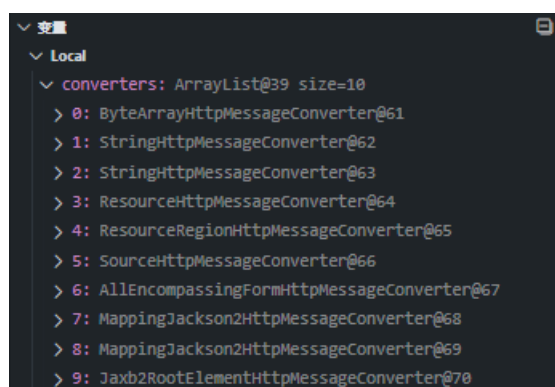 变量
Local
converters: ArrayList@39 size=10
0: ByteArrayHttpMessageConverter@61
1: StringHttpMessageConverter@62
2: StringHttpMessageConverter@63
3: ResourceHttpMessageConverter@64
4: ResourceRegionHttpMessageConverter@65
5: SourceHttpMessageConverter@66
6: AllEncompassingFormHttpMessageConverter@67
7: MappingJackson2HttpMessageConverter@68
8: MappingJackson2HttpMessageConverter@69
9: Jaxb2RootElementHttpMessageConverter@70